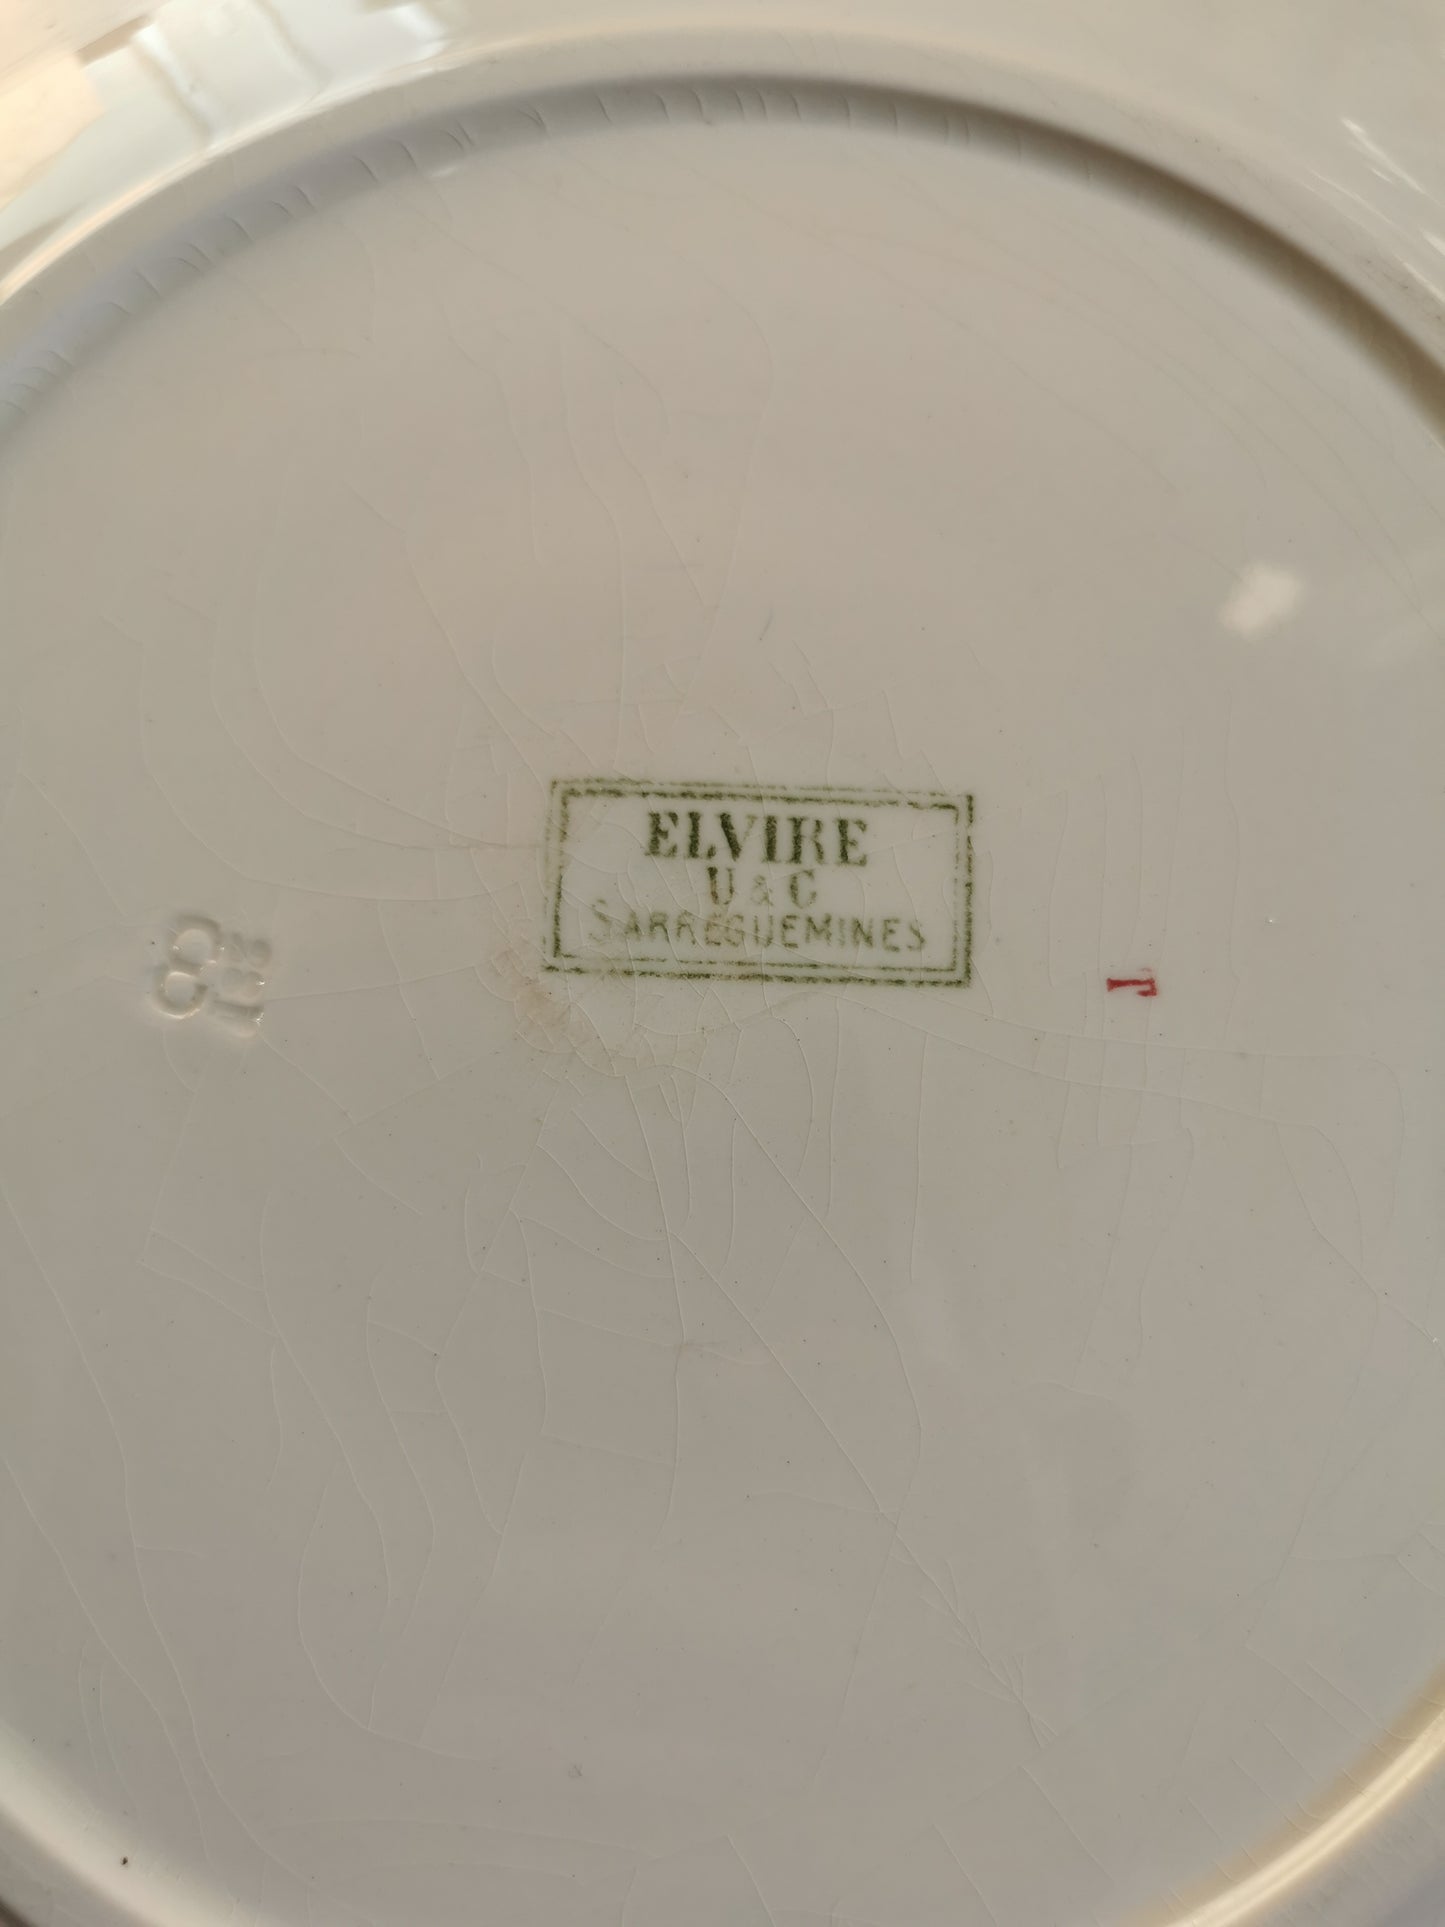 ELVIRE
U & C
SARREGUEMINES
T